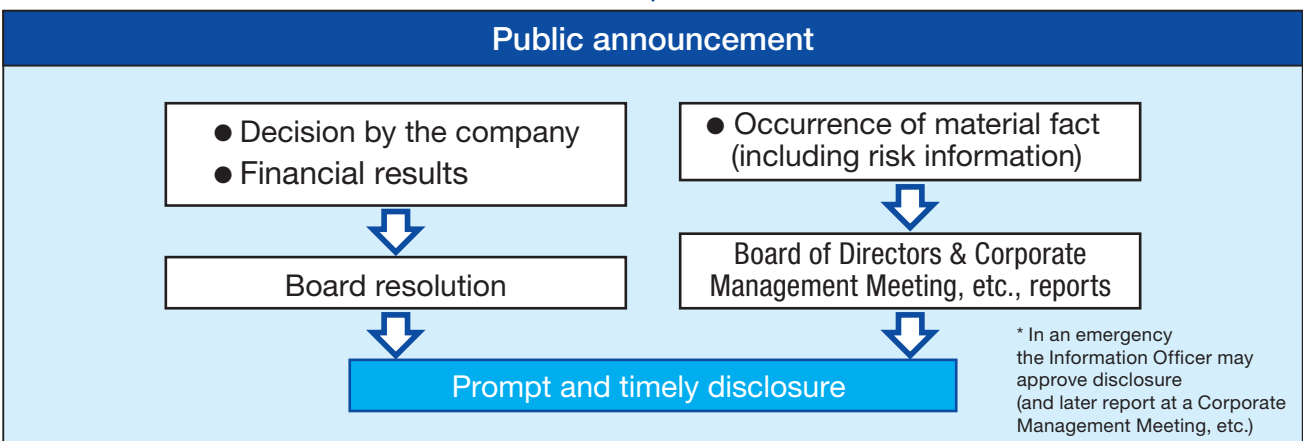 Public announcement
● Decision by the company
● Financial results
● Occurrence of material fact
(including risk information)
Board resolution
Board of Directors & Corporate
Management Meeting, etc., reports
Prompt and timely disclosure
* In an emergency
the Information Officer may
approve disclosure
(and later report at a Corporate
Management Meeting, etc.)